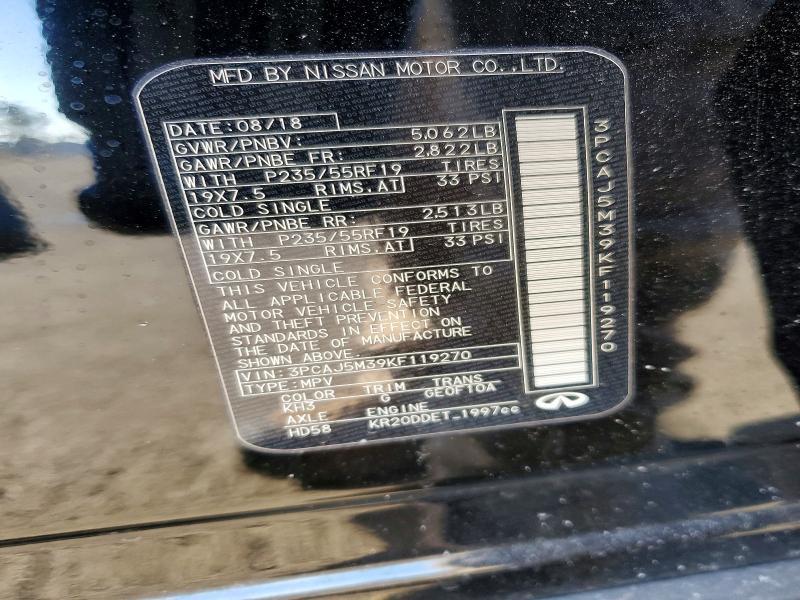 MFD BY NISSAN MOTOR CO.,LTD.
DATE:08/18
GVWR/PNBV: 5,062LB
GAWR/PNBE FR: 2,822LB
WITH P235/55RF19 TIRES
19X7.5 RIMS.AT 33 PSI
COLD SINGLE
GAWR/PNBE RR: 2,513LB
WITH P235/55RF19 TIRES
19X7.5 RIMS.AT 33 PSI
COLD SINGLE
THIS VEHICLE CONFORMS TO
ALL APPLICABLE FEDERAL
MOTOR VEHICLE SAFETY
AND THEFT PREVENTION
STANDARDS IN EFFECT ON
THE DATE OF MANUFACTURE
SHOWN ABOVE.
VIN:3PCAJ5M39KF119270
TYPE:MPV
COLOR TRIM TRANS
KH3 G GE0F10A
AXLE ENGINE
HD58 KR20DDET 1997cc
3PCAJ5M39KF119270